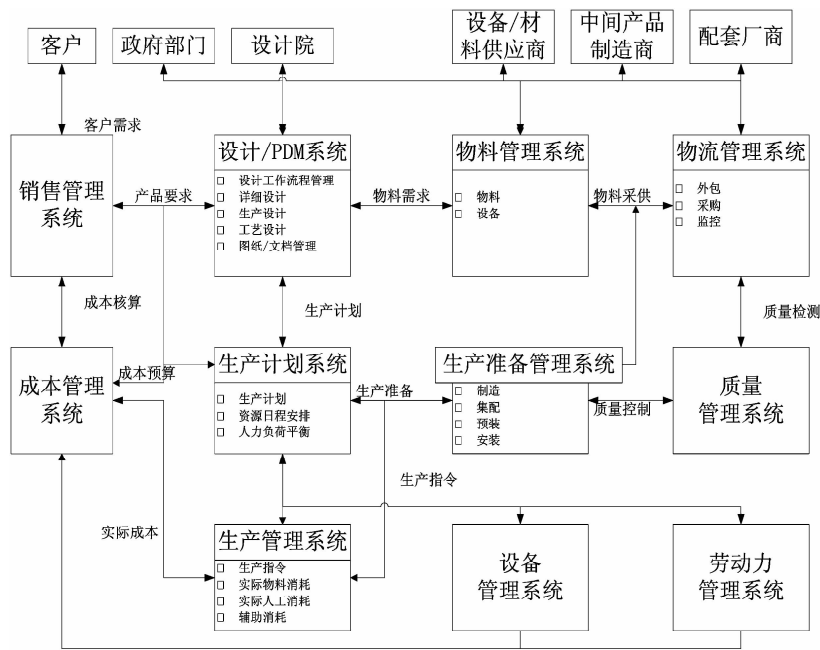 客户
政府部门
设计院
设备/材
料供应商
中间产品
制造商
配套厂商
客户需求
销售管理
系统
产品要求
设计/PDM系统
设计工作流程管理
详细设计
生产设计
工艺设计
图纸/文档管理
物料需求
物料管理系统
物料
设备
物料采供
物流管理系统
外包
采购
监控
成本核算
生产计划
质量检测
成本管理
系统
成本预算
生产计划系统
生产计划
资源日程安排
人力负荷平衡
生产准备
生产准备管理系统
制造
集配
预装
安装
质量控制
质量
管理系统
生产指令
实际成本
生产管理系统
生产指令
实际物料消耗
实际人工消耗
辅助消耗
设备
管理系统
劳动力
管理系统